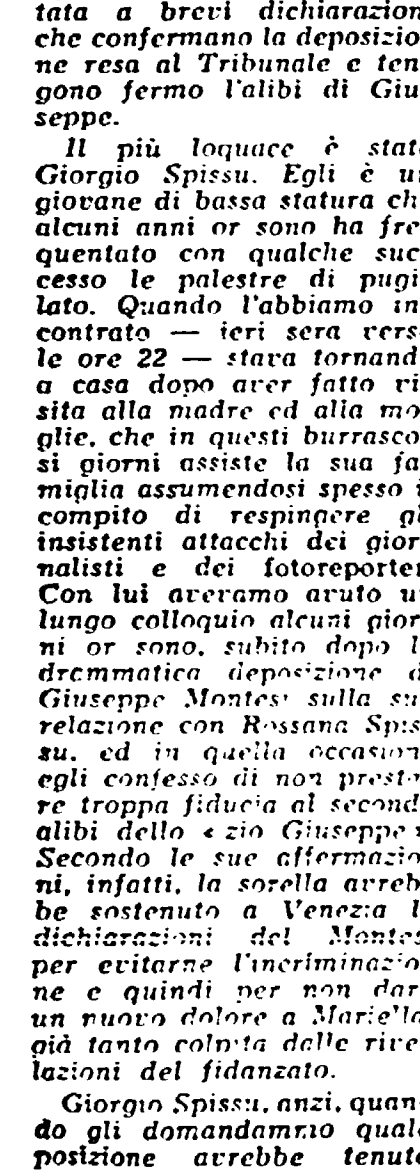 tata a brevi dichiarazion
che confermano la deposizio-
ne resa al Tribunale e ten-
gono fermo l'alibi di Giu-
seppe.
Il più loquace è stat
Giorgio Spissu. Egli è u
giovane di bassa statura ch
alcuni anni or sono ha fre-
quentato con qualche suc-
cesso le palestre di pugi-
lato. Quando l'abbiamo in-
contrato — ieri sera vers
le ore 22 — stava tornand
a casa dopo aver fatto vi-
sita alla madre ed alla mo-
glie, che in questi burrasco-
si giorni assiste la sua fa-
miglia assumendosi spesso i
compito di respingere gl
insistenti attacchi dei gior-
nalisti e dei fotoreporter
Con lui avevamo avuto u
lungo colloquio alcuni gior-
ni or sono, subito dopo l
drammatica deposizione d
Giuseppe Montesi sulla su
relazione con Rossana Spis-
su, ed in quella occasion
egli confessò di non presta-
re troppa fiducia al second
alibi dello « zio Giuseppe »
Secondo le sue affermazio-
ni, infatti, la sorella avreb-
be sostenuto a Venezia l
dichiarazioni del Montes
per evitarne l'incriminazio-
ne e quindi per non dar
un nuovo dolore a Mariella
già tanto colpita dalle rive-
lazioni del fidanzato.
Giorgio Spissu, anzi, quan-
do gli domandammo qual
posizione avrebbe tenut